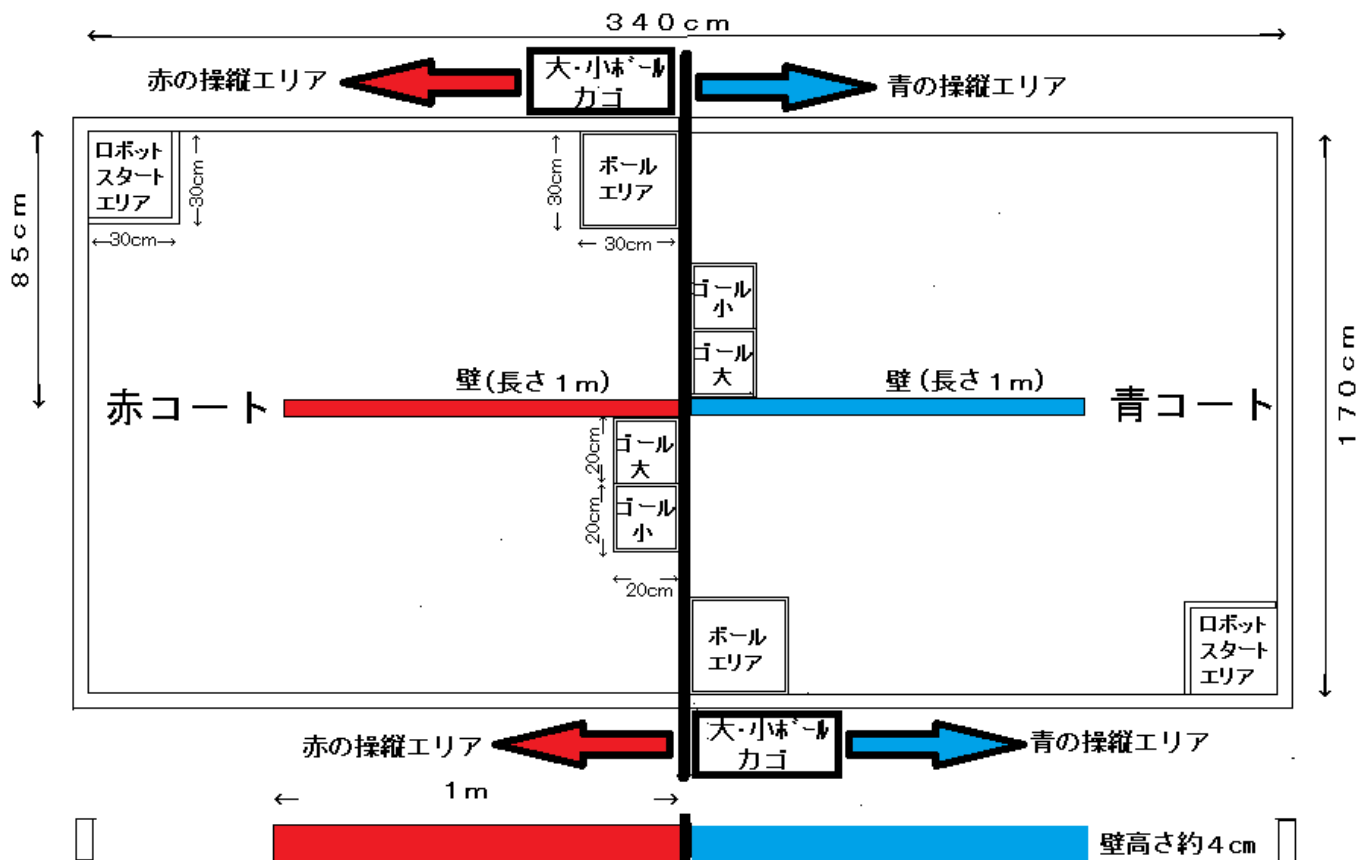 ３４０ｃｍ
赤の操縦エリア
大・小ﾎﾞｰﾙ
カゴ
青の操縦エリア
ロボット
スタート
エリア
30cm
30cm
30cm
ボール
エリア
30cm
８５ｃｍ
ゴール
小
ゴール
大
壁(長さ１ｍ)
壁（長さ１ｍ）
赤コート
青コート
１７０ｃｍ
20cm
ゴール
大
20cm
ゴール
小
20cm
ボール
エリア
ロボット
スタート
エリア
赤の操縦エリア
大・小ﾎﾞｰﾙ
カゴ
青の操縦エリア
１ｍ
壁高さ約４㎝